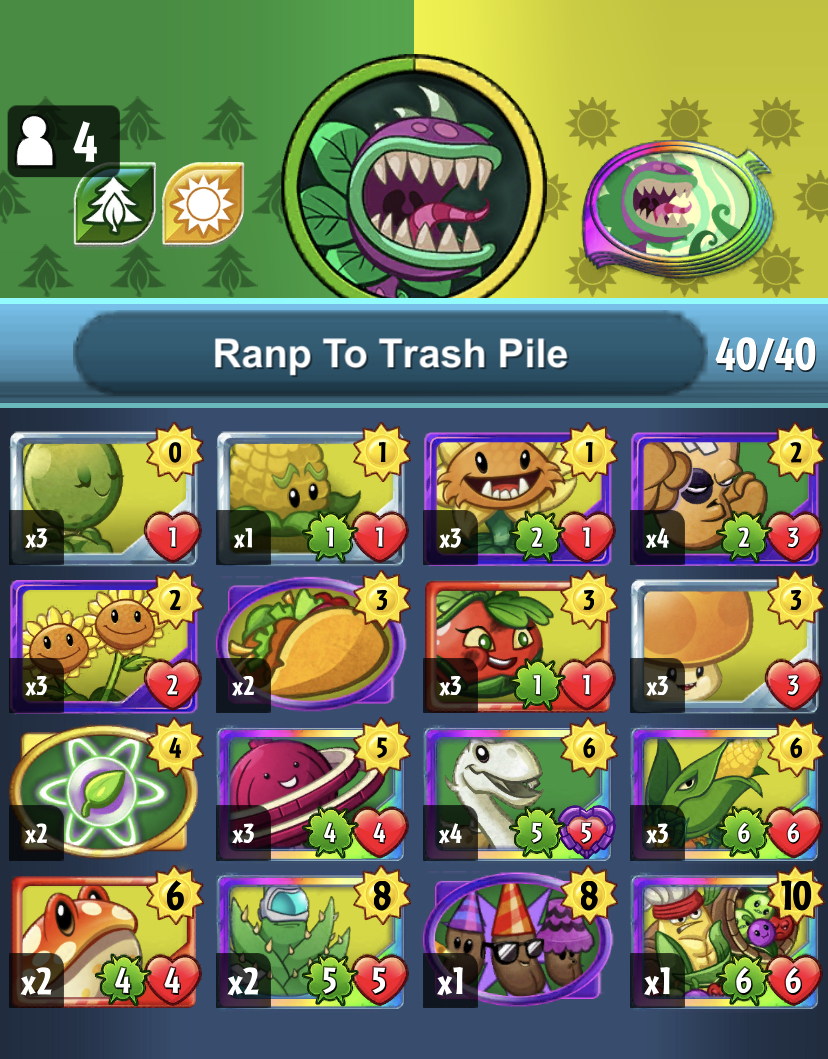 4
Ranp To Trash Pile 40/40
0 1 1 2
x3 1 x1 1 1 x3 2 1 x4 2 3
2 3 3 3
x3 2 x2 x3 1 1 x3 3
4 5 6 6
x2 x3 4 4 x4 5 5 x3 6 6
6 8 8 10
x2 4 4 x2 5 5 x1 x1 6 6